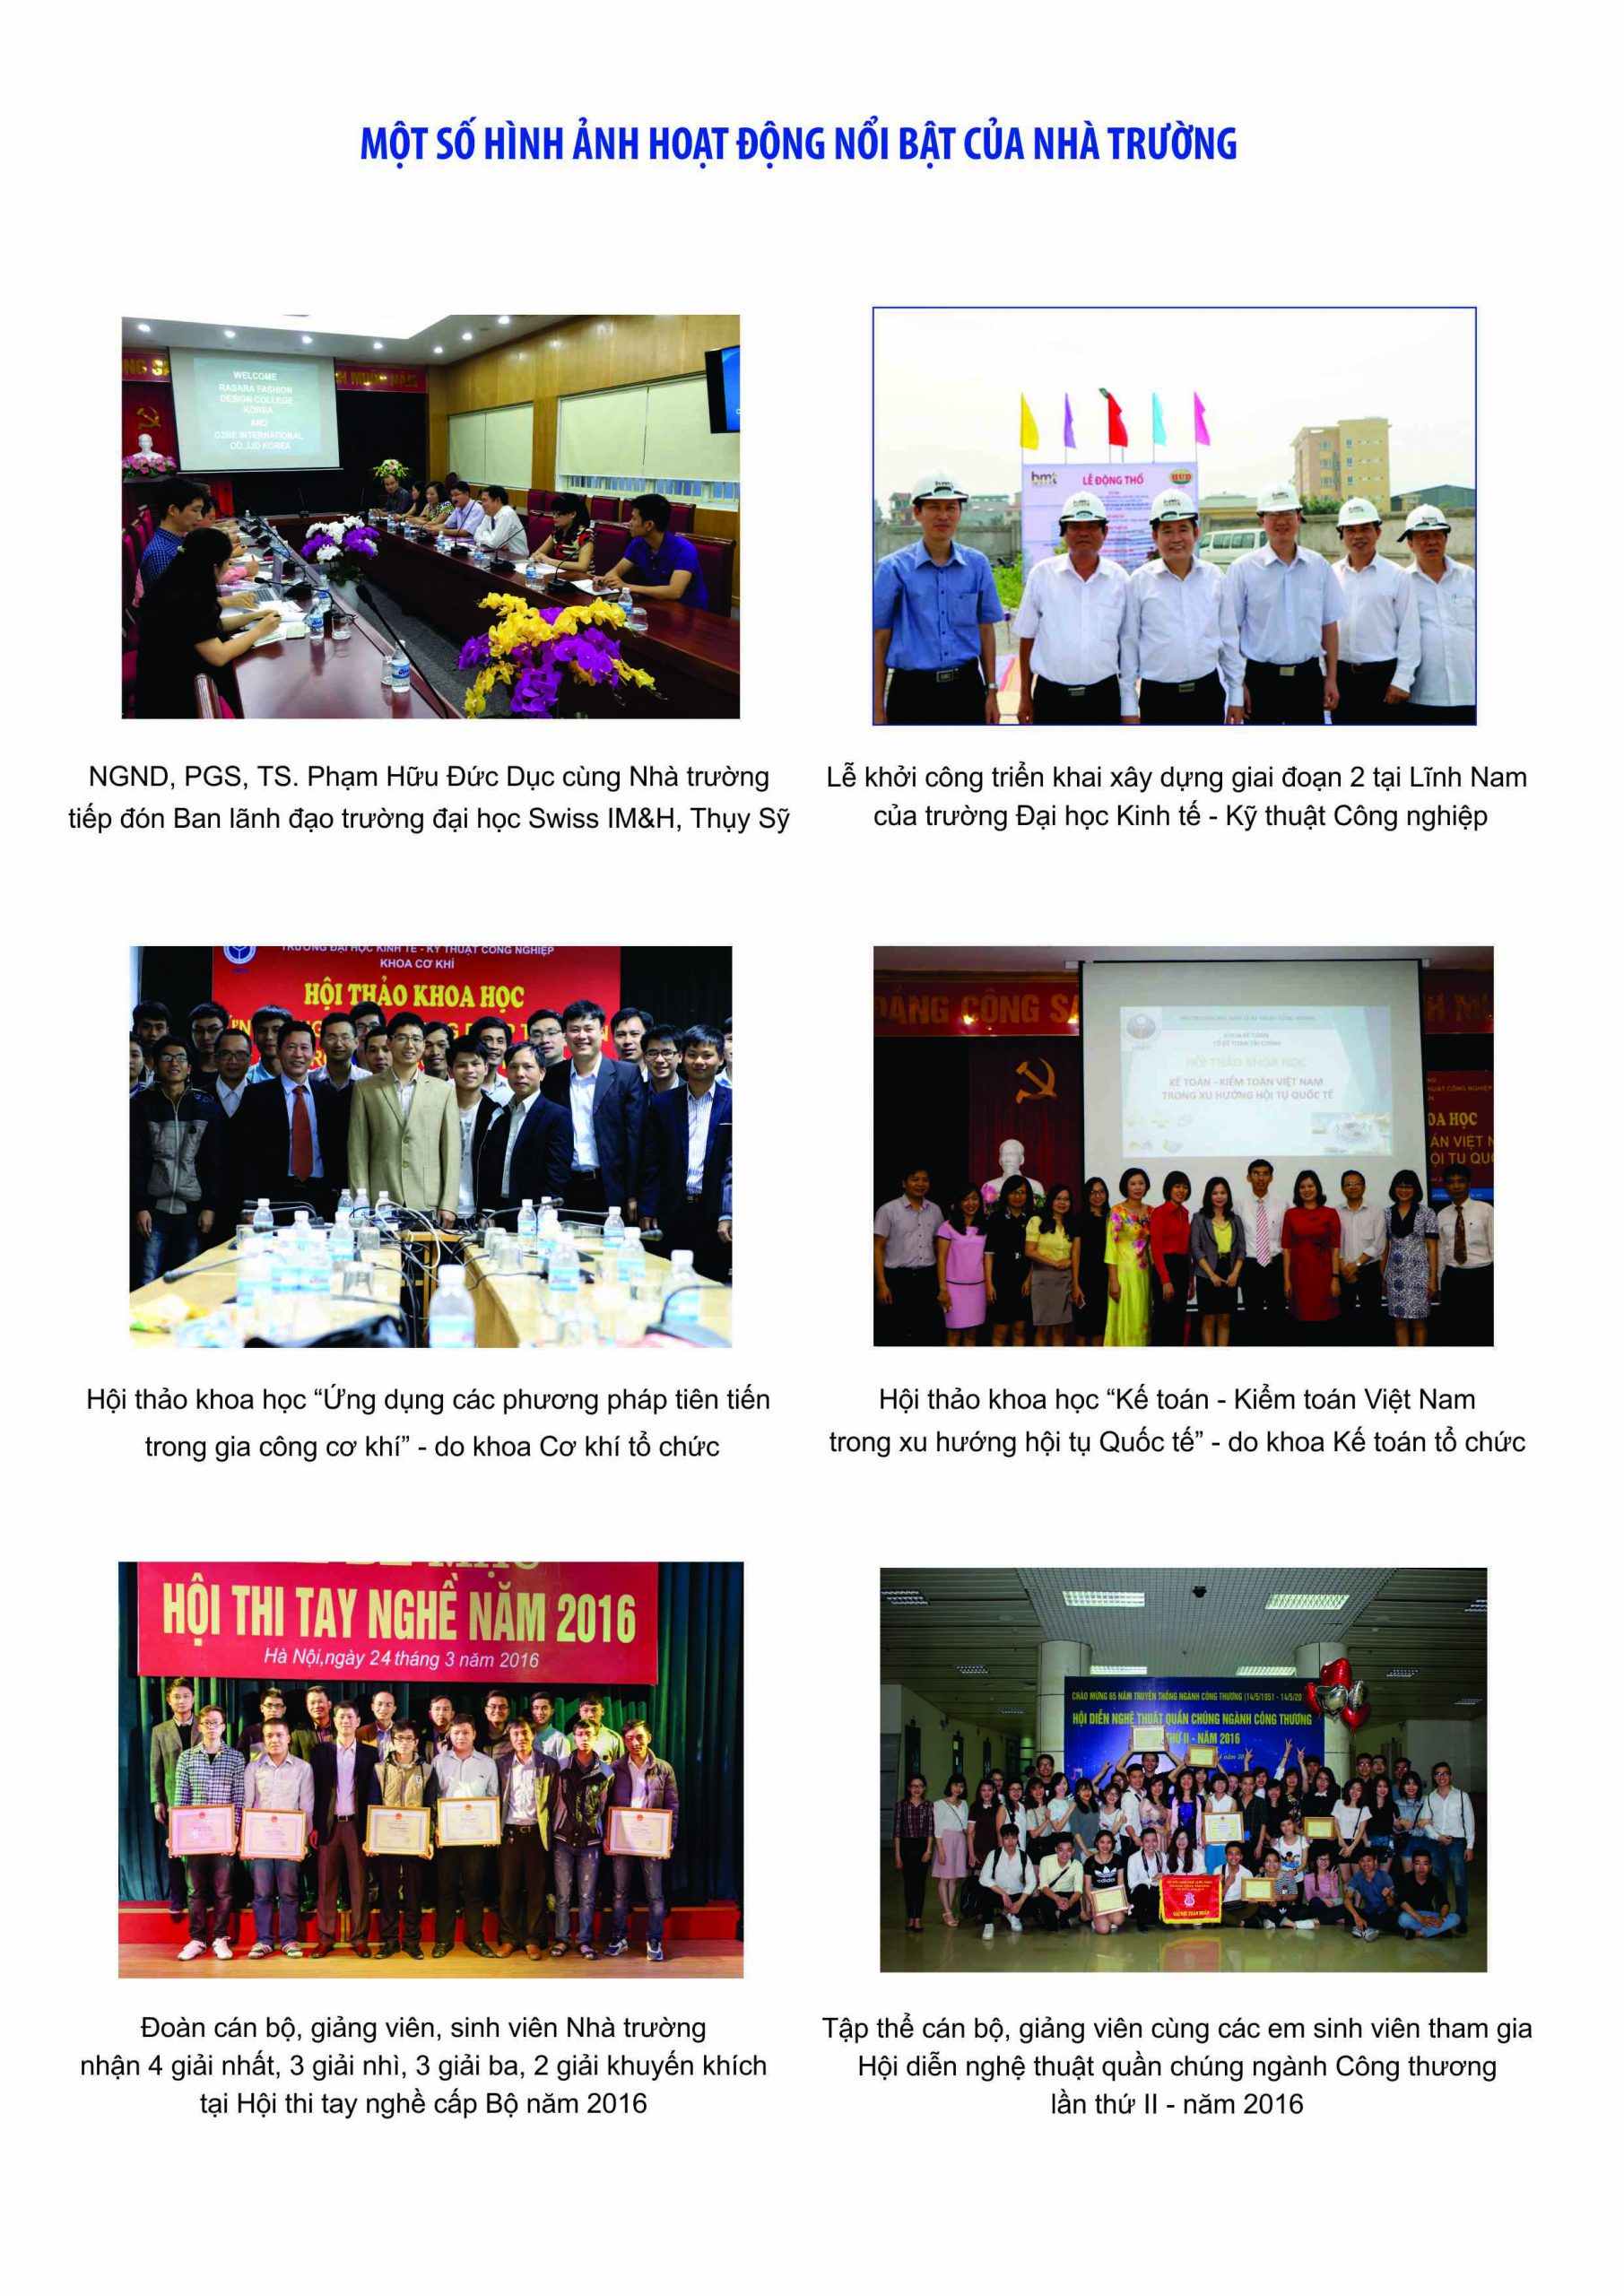 MỘT SỐ HÌNH ẢNH HOẠT ĐỘNG NỔI BẬT CỦA NHÀ TRƯỜNG
WELCOME
RASARA FASHION
DESIGN COLLEGE
KOREA
AND
INTERNATIONAL
KOREA
bmt
LỄ ĐỘNG THỔ
HUD
NGND, PGS, TS. Phạm Hữu Đức Dục cùng Nhà trường
tiếp đón Ban lãnh đạo trường đại học Swiss IM&H, Thụy Sỹ
Lễ khởi công triển khai xây dựng giai đoạn 2 tại Lĩnh Nam
của trường Đại học Kinh tế - Kỹ thuật Công nghiệp
TRƯỜNG ĐẠI HỌC KINH TẾ - KỸ THUẬT CÔNG NGHIỆP
KHOA CƠ KHÍ
HỘI THẢO KHOA HỌC
ĐẢNG CÔNG SẢ
KHOA KẾ TOÁN
HỘI THẢO KHOA HỌC
KẾ TOÁN - KIỂM TOÁN VIỆT NAM
TRONG XU HƯỚNG HỘI TỤ QUỐC TẾ
OA HỌC
ÁN VIỆT N
ỘI TỤ QUỐ
Hội thảo khoa học “Ứng dụng các phương pháp tiên tiến
trong gia công cơ khí” - do khoa Cơ khí tổ chức
Hội thảo khoa học “Kế toán - Kiểm toán Việt Nam
trong xu hướng hội tụ Quốc tế” - do khoa Kế toán tổ chức
HỘI THI TAY NGHỀ NĂM 2016
Hà Nội,ngày 24 tháng 3 năm 2016
CHÀO MỪNG 65 NĂM TRUYỀN THỐNG NGÀNH CÔNG THƯƠNG (14/5/1951 - 14/5/20
HỘI DIỄN NGHỆ THUẬT QUẦN CHÚNG NGÀNH CÔNG THƯƠNG
THỨ II - NĂM 2016
adidas
Đoàn cán bộ, giảng viên, sinh viên Nhà trường
nhận 4 giải nhất, 3 giải nhì, 3 giải ba, 2 giải khuyến khích
tại Hội thi tay nghề cấp Bộ năm 2016
Tập thể cán bộ, giảng viên cùng các em sinh viên tham gia
Hội diễn nghệ thuật quần chúng ngành Công thương
lần thứ II - năm 2016